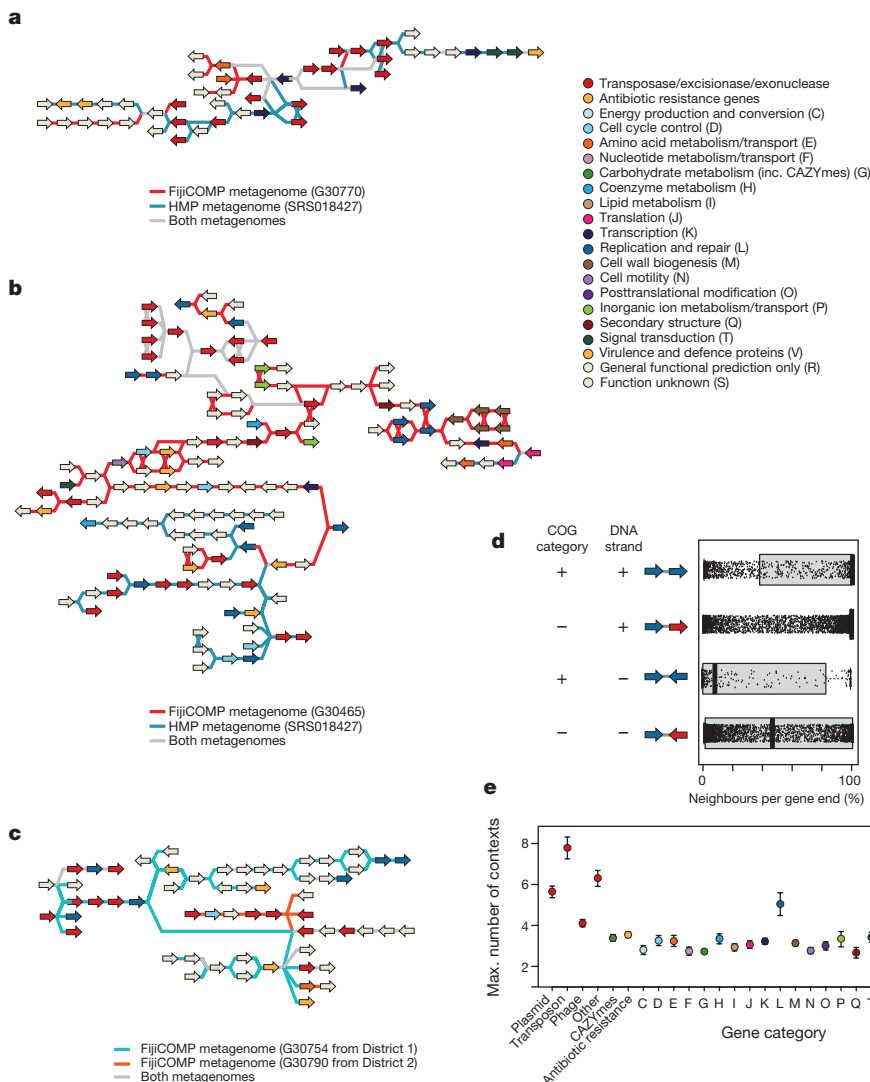 a
FijiCOMP metagenome (G30770)
HMP metagenome (SRS018427)
Both metagenomes
Transposase/excisionase/exonuclease
Antibiotic resistance genes
Energy production and conversion (C)
Cell cycle control (D)
Amino acid metabolism/transport (E)
Nucleotide metabolism/transport (F)
Carbohydrate metabolism (inc. CAZYmes) (G)
Coenzyme metabolism (H)
Lipid metabolism (I)
Translation (J)
Transcription (K)
Replication and repair (L)
Cell wall biogenesis (M)
Cell motility (N)
Posttranslational modification (O)
Inorganic ion metabolism/transport (P)
Secondary structure (Q)
Signal transduction (T)
Virulence and defence proteins (V)
General functional prediction only (R)
Function unknown (S)
b
FijiCOMP metagenome (G30465)
HMP metagenome (SRS018427)
Both metagenomes
c
FijiCOMP metagenome (G30754 from District 1)
FijiCOMP metagenome (G30790 from District 2)
Both metagenomes
d
COG category
DNA strand
+ +
− +
+ −
− −
0 100
Neighbours per gene end (%)
e
Max. number of contexts
8
6
4
2
Plasmid
Transposon
Phage
Other
CAZymes
Antibiotic resistance
C D E F G H I J K L M N O P Q T
Gene category